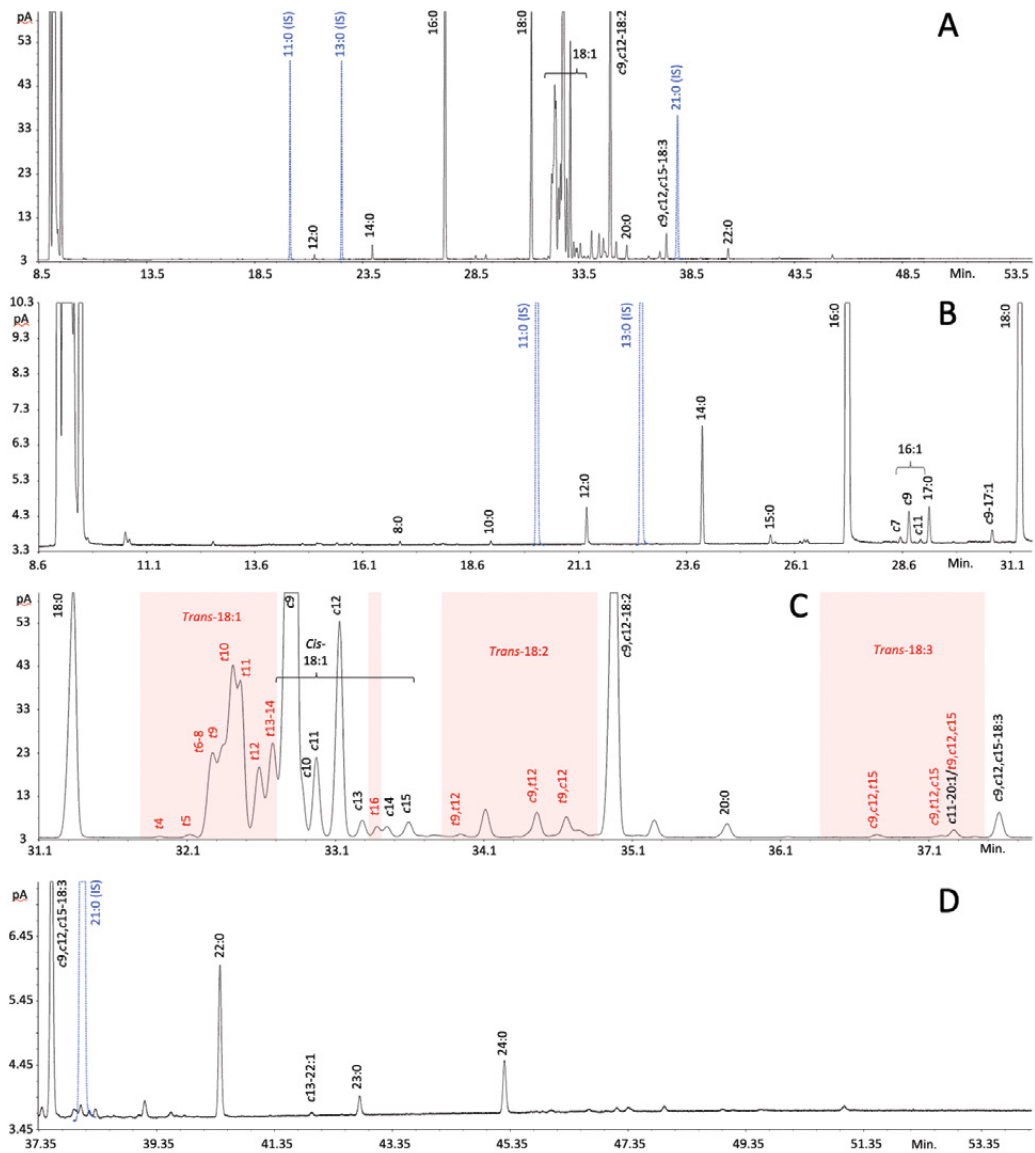 pA
A
53
43
33
23
13
3
11:0 (IS)
13:0 (IS)
16:0
18:0
18:1
c9,c12-18:2
21:0 (IS)
12:0
14:0
20:0
c9,c12,c15-18:3
22:0
8.5 13.5 18.5 23.5 33.5 38.5 43.5 48.5 Min. 53.5
B
10.3
pA
9.3
8.3
7.3
6.3
5.3
4.3
3.3
8:0
10:0
11:0 (IS)
12:0
13:0 (IS)
14:0
15:0
16:0
16:1
c7
c9
c11
17:0
c9-17:1
18:0
8.6 11.1 13.6 16.1 21.1 23.6 26.1 28.6 Min. 31.1
C
pA
53
43
33
23
13
3
18:0
Trans-18:1
t4
t5
t6-8
t9
t10
t11
t12
t13-14
c9
Cis-
18:1
c10
c11
c12
c13
t16
c14
c15
Trans-18:2
t9,t12
c9,t12
t9,c12
c9,c12-18:2
20:0
Trans-18:3
c9,c12,t15
c9,t12,c15
c11-20:1/t9,c12,c15
c9,c12,c15-18:3
31.1 32.1 33.1 34.1 35.1 36.1 37.1 Min.
D
pA
6.45
5.45
4.45
3.45
c9,c12,c15-18:3
21:0 (IS)
22:0
c13-22:1
23:0
24:0
37.35 39.35 41.35 43.35 45.35 47.35 49.35 51.35 Min. 53.35